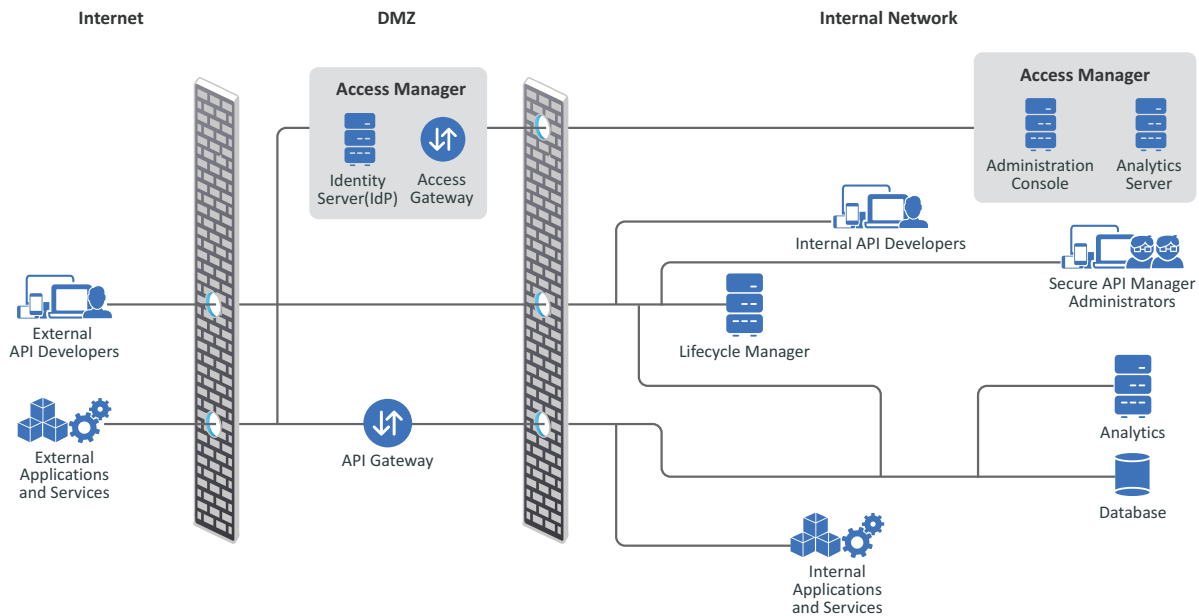 Internet
DMZ
Internal Network
Access Manager
Identity
Server(IdP)
Access
Gateway
Access Manager
Administration
Console
Analytics
Server
Internal API Developers
Secure API Manager
Administrators
External
API Developers
Lifecycle Manager
External
Applications
and Services
API Gateway
Analytics
Database
Internal
Applications
and Services